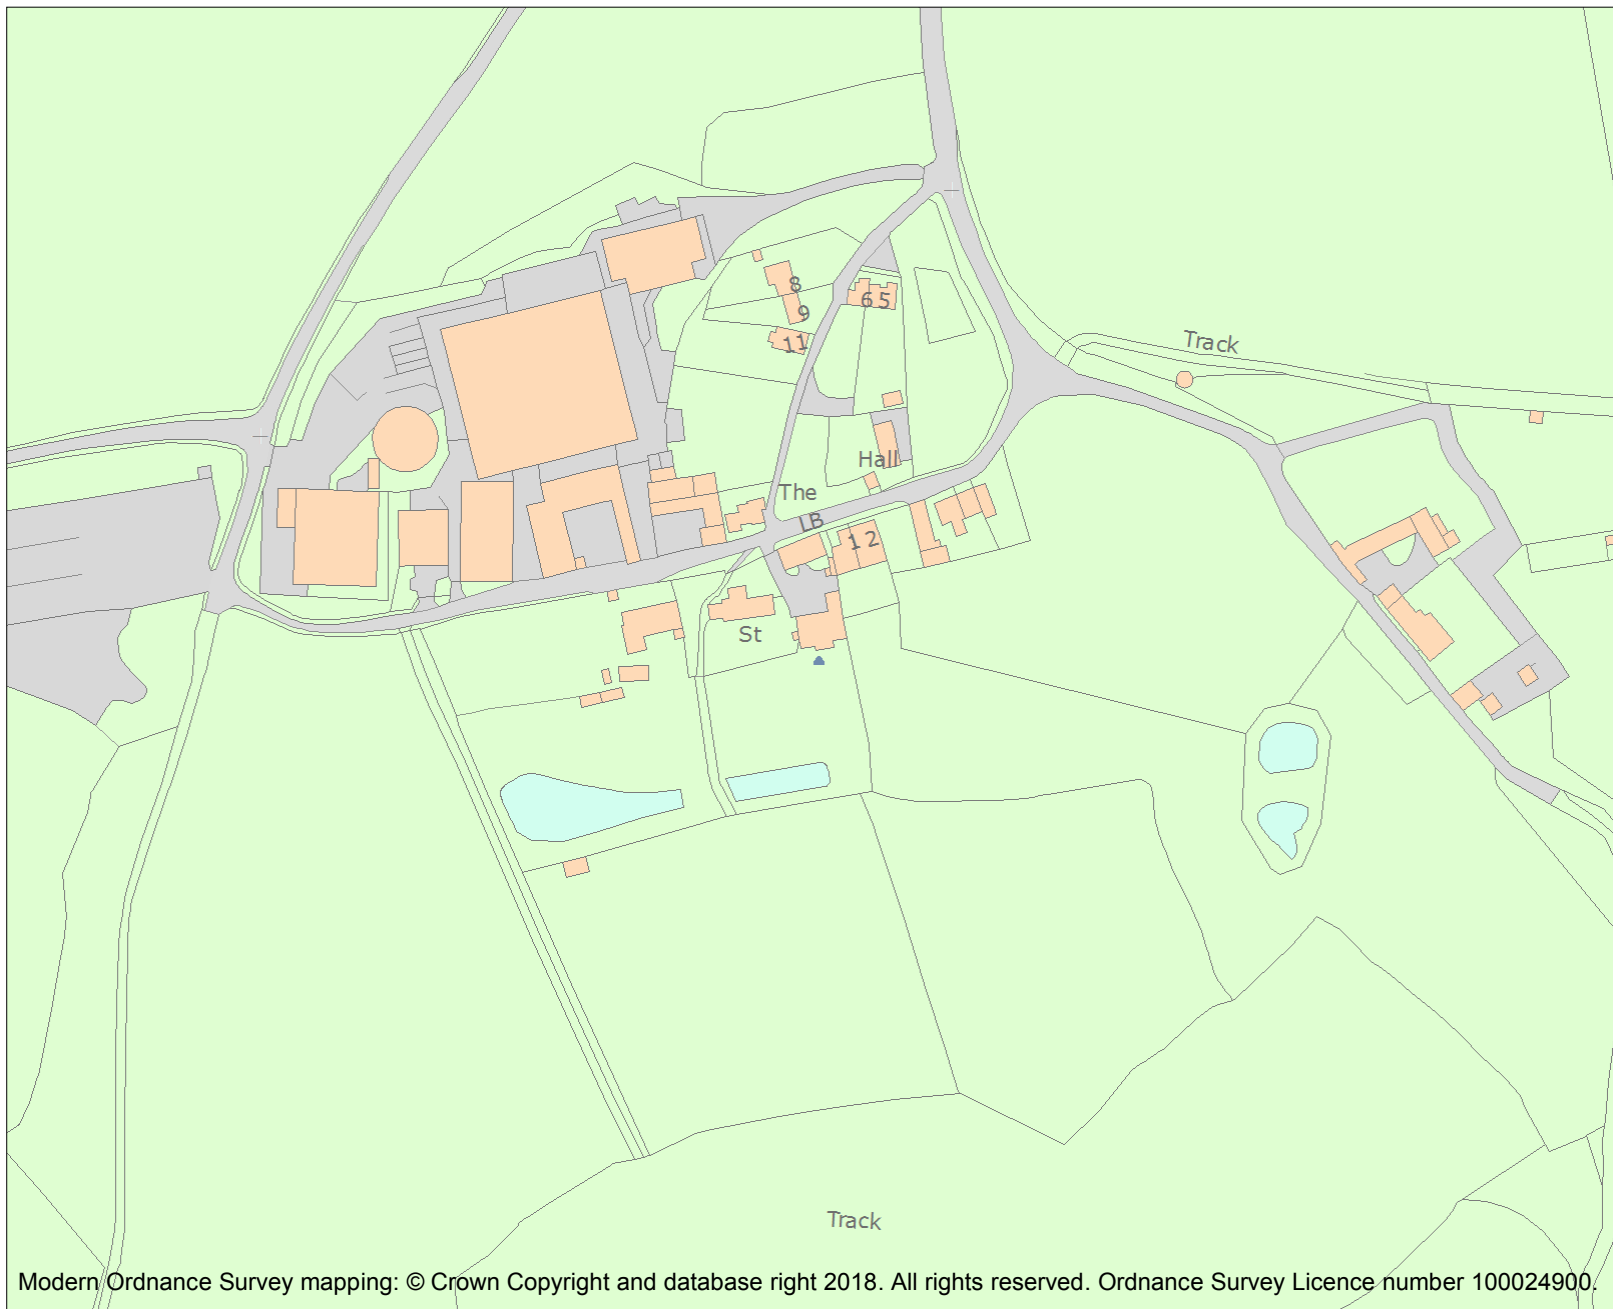 8
6 5
9
11
Track
Hall
The
LB
1 2
St
Track
Modern Ordnance Survey mapping: © Crown Copyright and database right 2018. All rights reserved. Ordnance Survey Licence number 100024900.